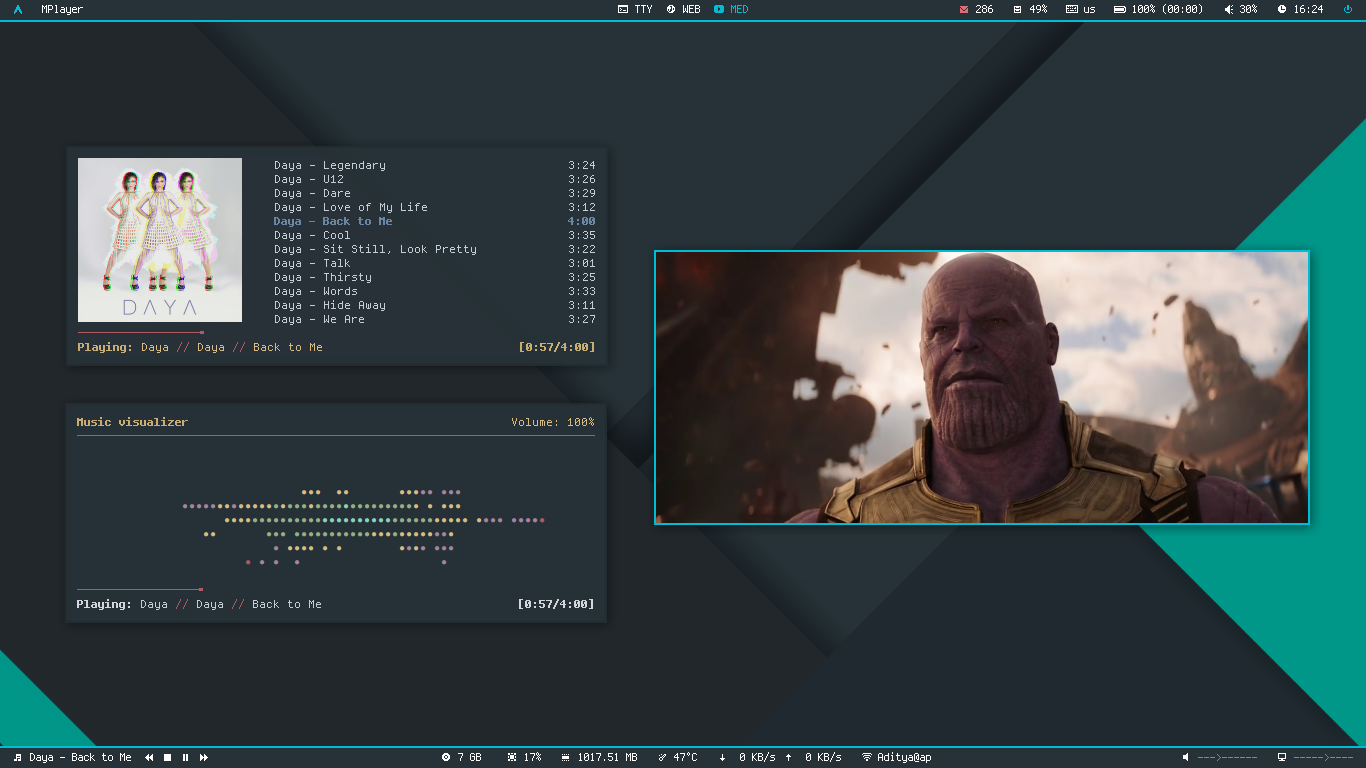 MPlayer
TTY WEB MED
286 49% us 100% (00:00) 30% 16:24
DAYA
Daya - Legendary 3:24
Daya - U12 3:26
Daya - Dare 3:29
Daya - Love of My Life 3:12
Daya - Back to Me 4:00
Daya - Cool 3:35
Daya - Sit Still, Look Pretty 3:22
Daya - Talk 3:01
Daya - Thirsty 3:25
Daya - Words 3:33
Daya - Hide Away 3:11
Daya - We Are 3:27
Playing: Daya // Daya // Back to Me [0:57/4:00]
Music visualizer Volume: 100%
Playing: Daya // Daya // Back to Me [0:57/4:00]
Daya - Back to Me
7 GB 17% 1017.51 MB 47°C ↓ 0 KB/s ↑ 0 KB/s Aditya@ap